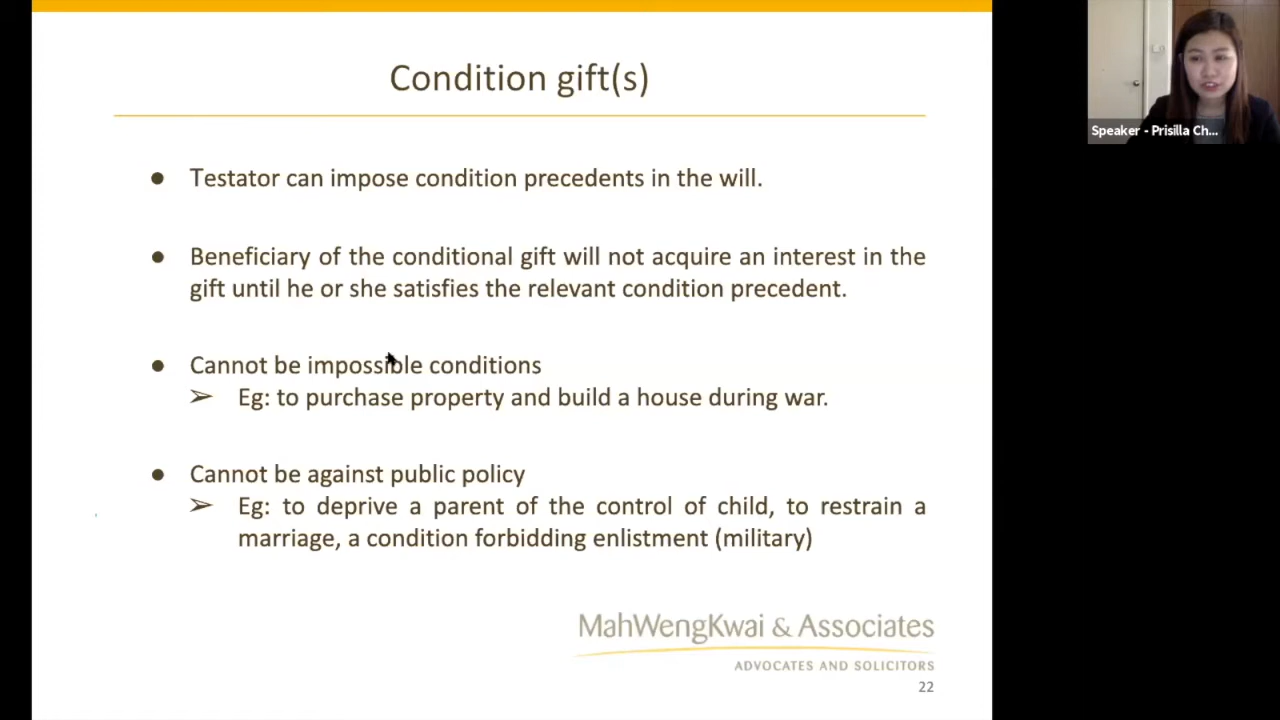 Condition gift(s)
● Testator can impose condition precedents in the will.
● Beneficiary of the conditional gift will not acquire an interest in the
gift until he or she satisfies the relevant condition precedent.
● Cannot be impossible conditions
➢ Eg: to purchase property and build a house during war.
● Cannot be against public policy
➢ Eg: to deprive a parent of the control of child, to restrain a
marriage, a condition forbidding enlistment (military)
MahWengKwai & Associates
ADVOCATES AND SOLICITORS
22
Speaker - Prisilla Ch...